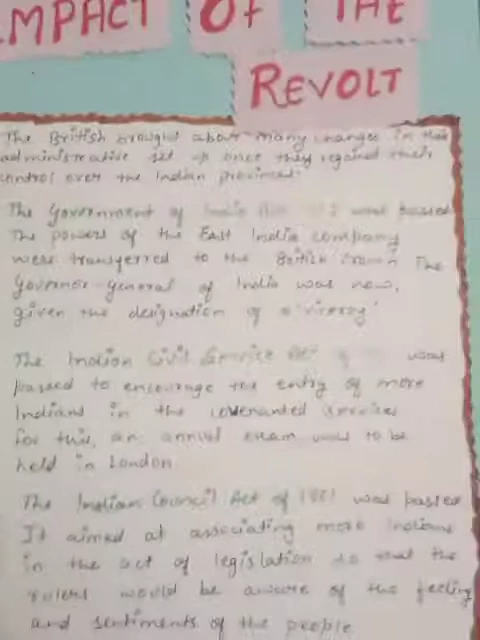 IMPACT OF THE
REVOLT
The British brought about many changes in their
administrative set up once they regained their
control over the Indian provinces.
The Government of India Act was passed
The powers of the East India company
were transferred to the British Crown The
Governor-General of India was now,
given the designation of a 'viceroy'
The Indian Civil Service Act of was
passed to encourage the entry of more
Indians in the covenanted services
for this, an annual exam was to be
held in London
The Indian Council Act of 1861 was passed
It aimed at associating more Indians
in the act of legislation so that the
rulers would be aware of the feeling
and sentiments of the people